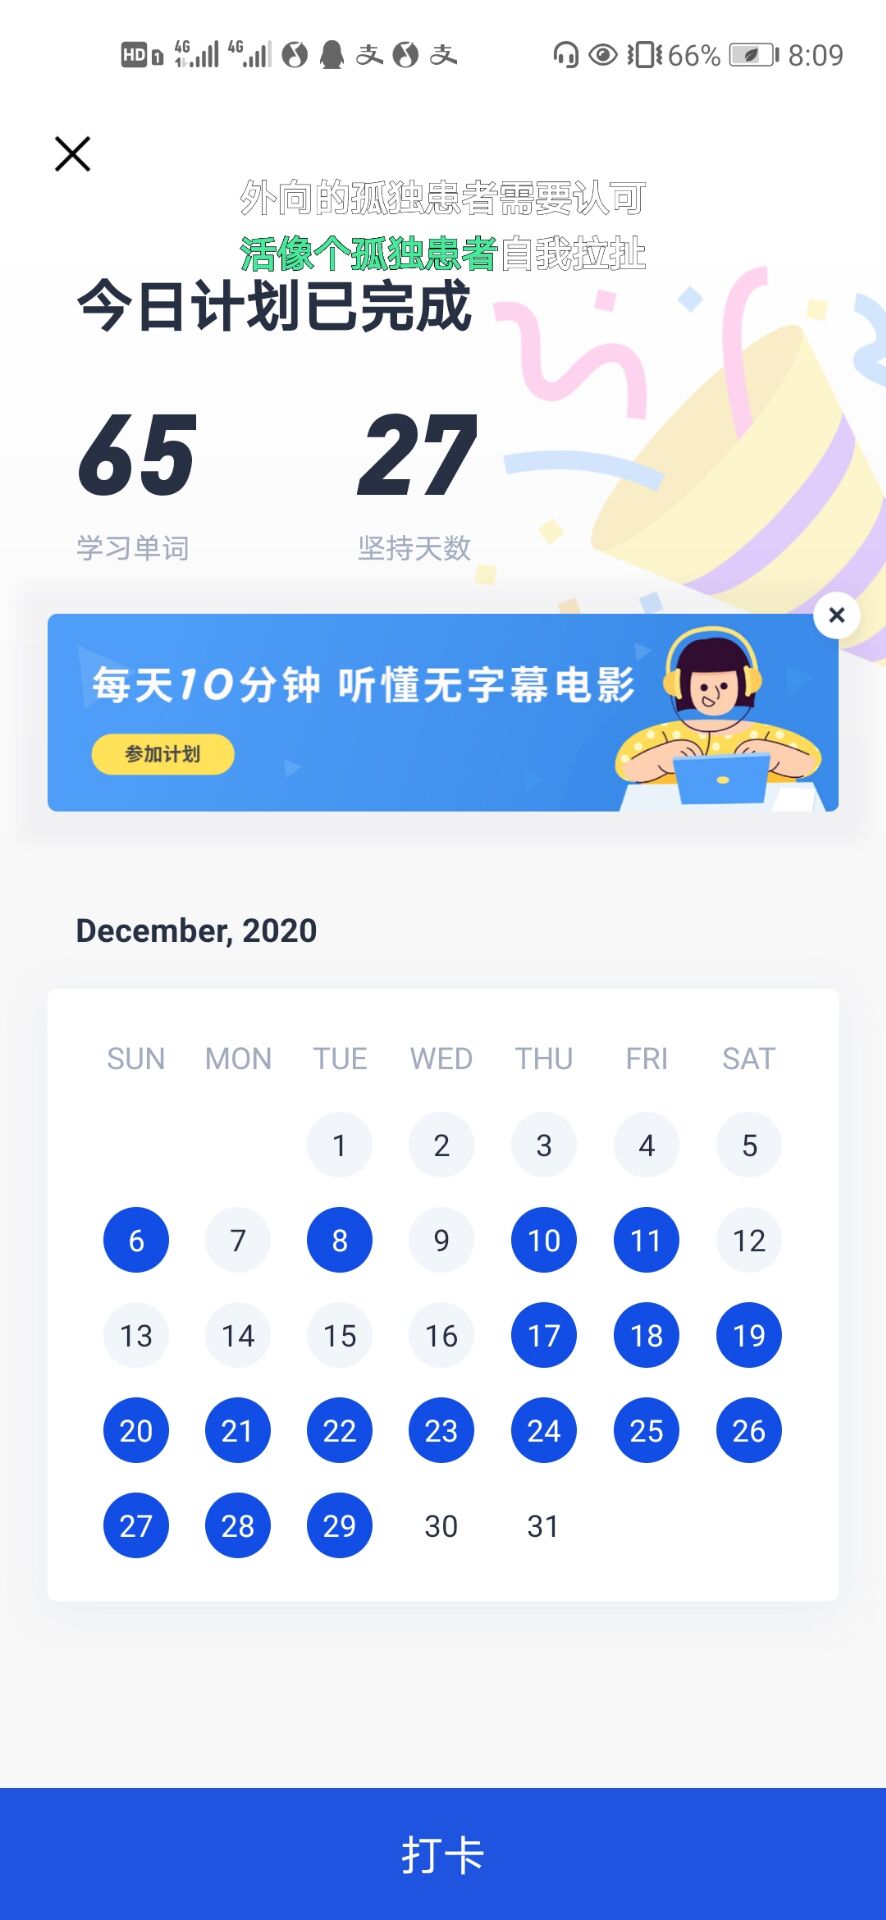 HD 1 4G 4G 支 支 66% 8:09
外向的孤独患者需要认可
活像个孤独患者自我拉扯
今日计划已完成
65 27
学习单词 坚持天数
每天10分钟 听懂无字幕电影
参加计划
December, 2020
SUN MON TUE WED THU FRI SAT
1 2 3 4 5
6 7 8 9 10 11 12
13 14 15 16 17 18 19
20 21 22 23 24 25 26
27 28 29 30 31
打卡